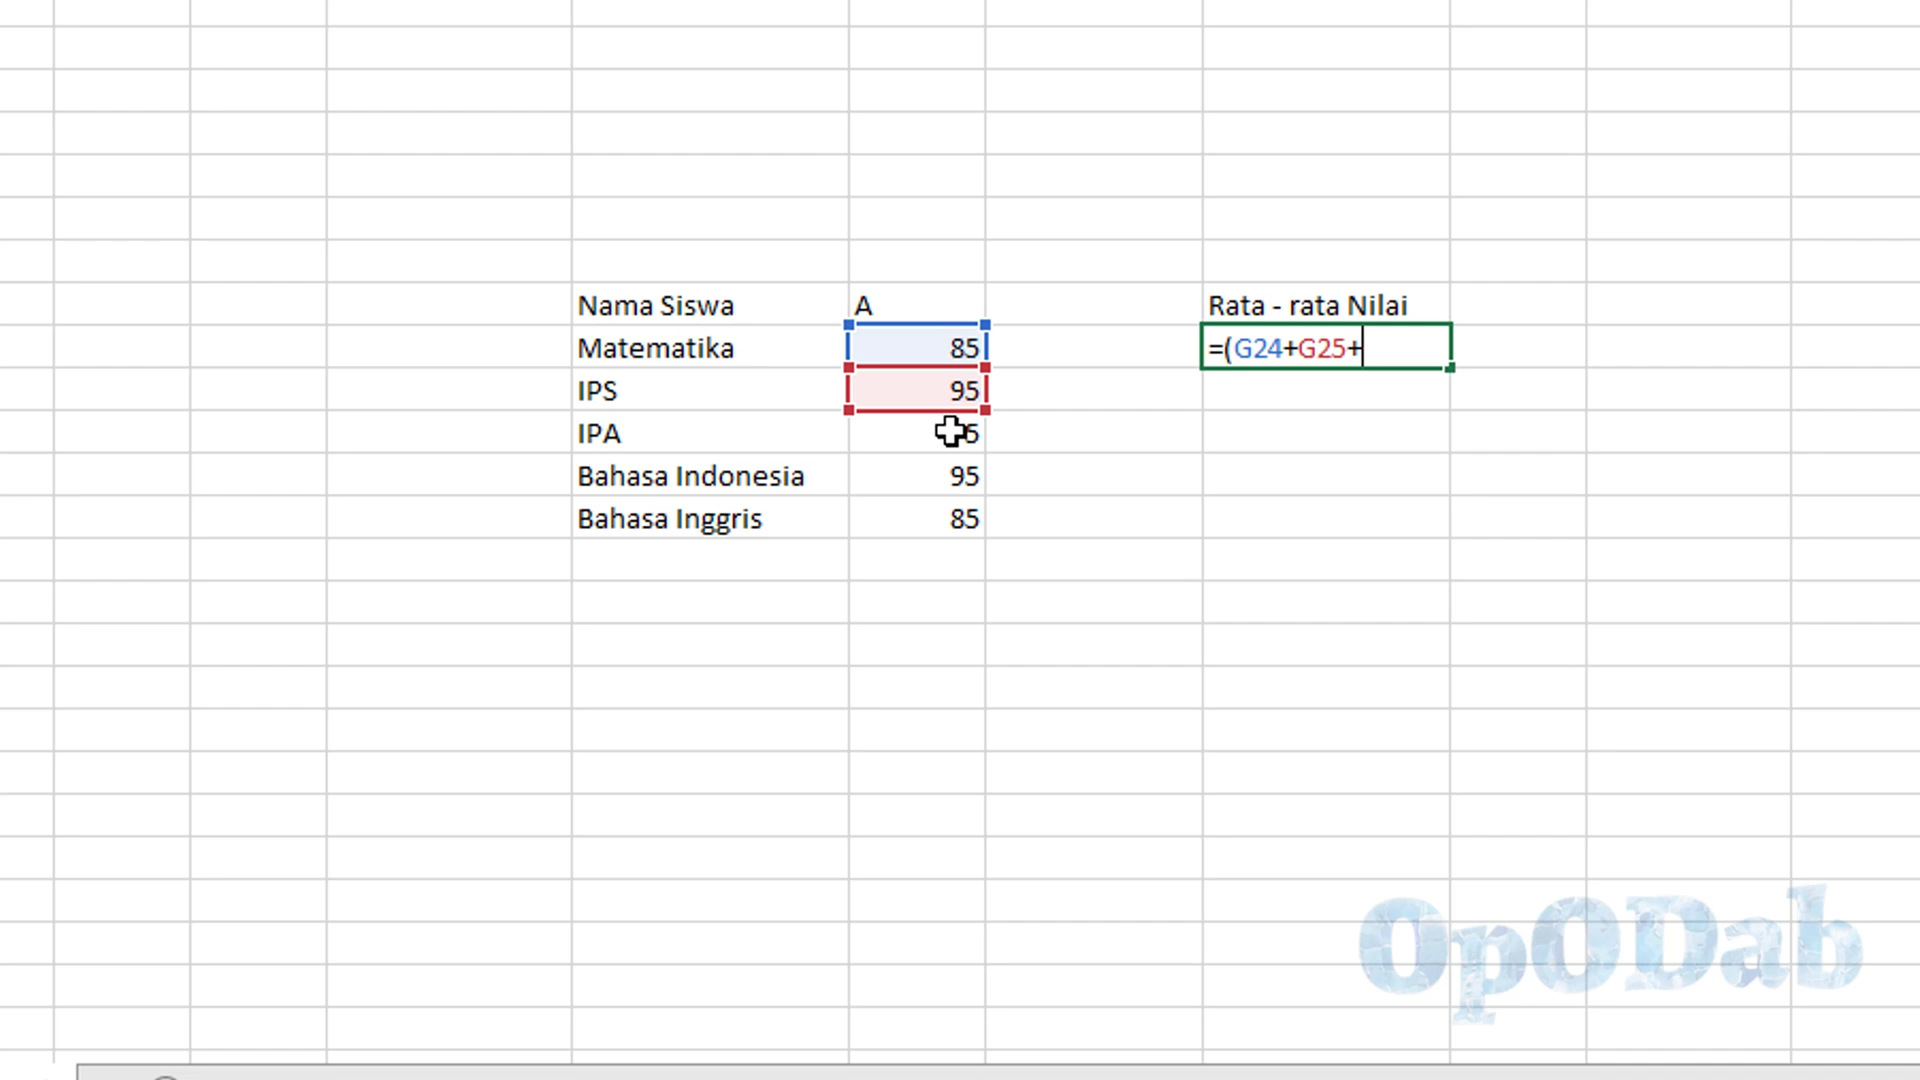 Nama Siswa A Rata - rata Nilai
Matematika 85 =(G24+G25+
IPS 95
IPA
Bahasa Indonesia 95
Bahasa Inggris 85
OpODab